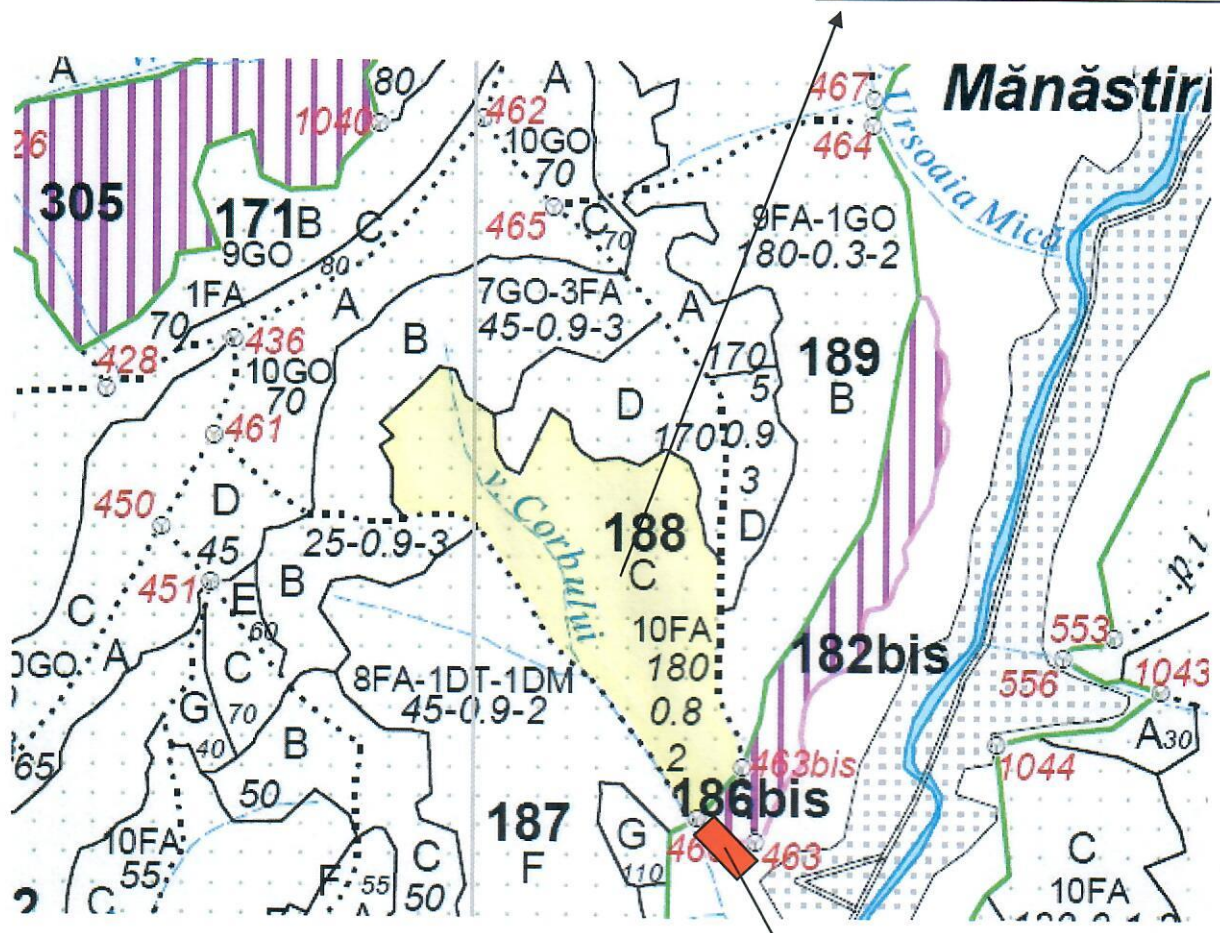 A
80
462
A
467
Mănăstiri
1040
10GO
70
464
Ursoaia Mică
26
305
171 B
9GO
C
465
C 70
9FA-1GO
180-0.3-2
80
1FA
70
A
7GO-3FA
45-0.9-3
A
436
428
B
170
5
189
B
10GO
70
461
D
170
0.9
3
D
450
D
45
25-0.9-3
v. Corbului
188
C
p.i
451
E
B
60
C
A
0GO
C
70
10FA
180
0.8
2
182bis
553
556
1043
8FA-1DT-1DM
45-0.9-2
G
40
B
A 30
65
463bis
1044
50
186bis
187
F
G
110
463
10FA
55
C
50
F
55
C
10FA
2
C
A